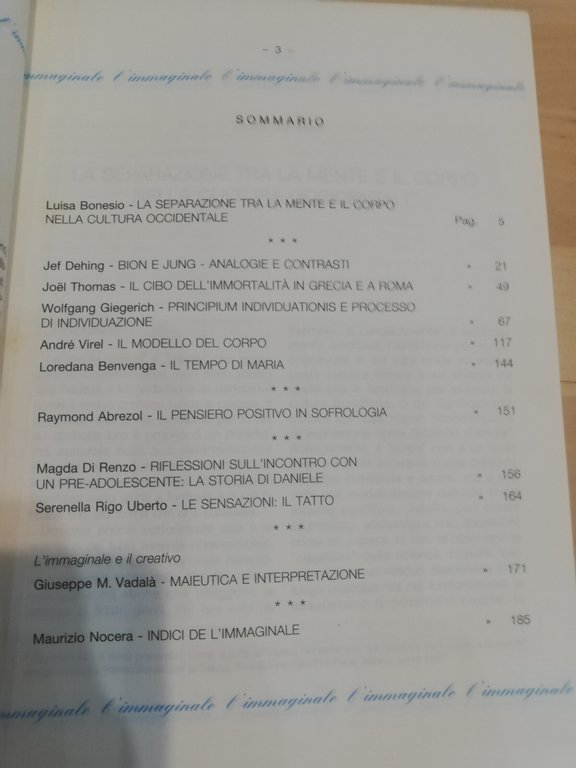 – 3 –
immaginale l'immaginale l'immaginale l'immaginale l'immaginale
SOMMARIO
Luisa Bonesio - LA SEPARAZIONE TRA LA MENTE E IL CORPO
NELLA CULTURA OCCIDENTALE Pag. 5
* * *
Jef Dehing - BION E JUNG - ANALOGIE E CONTRASTI » 21
Joël Thomas - IL CIBO DELL'IMMORTALITÀ IN GRECIA E A ROMA » 49
Wolfgang Giegerich - PRINCIPIUM INDIVIDUATIONIS E PROCESSO
DI INDIVIDUAZIONE » 67
André Virel - IL MODELLO DEL CORPO » 117
Loredana Benvenga - IL TEMPO DI MARIA » 144
* * *
Raymond Abrezol - IL PENSIERO POSITIVO IN SOFROLOGIA » 151
* * *
Magda Di Renzo - RIFLESSIONI SULL'INCONTRO CON
UN PRE-ADOLESCENTE: LA STORIA DI DANIELE » 156
Serenella Rigo Uberto - LE SENSAZIONI: IL TATTO » 164
* * *
L'immaginale e il creativo
Giuseppe M. Vadalà - MAIEUTICA E INTERPRETAZIONE » 171
* * *
Maurizio Nocera - INDICI DE L'IMMAGINALE » 185
immaginale l'immaginale l'immaginale l'immaginale l'immaginale